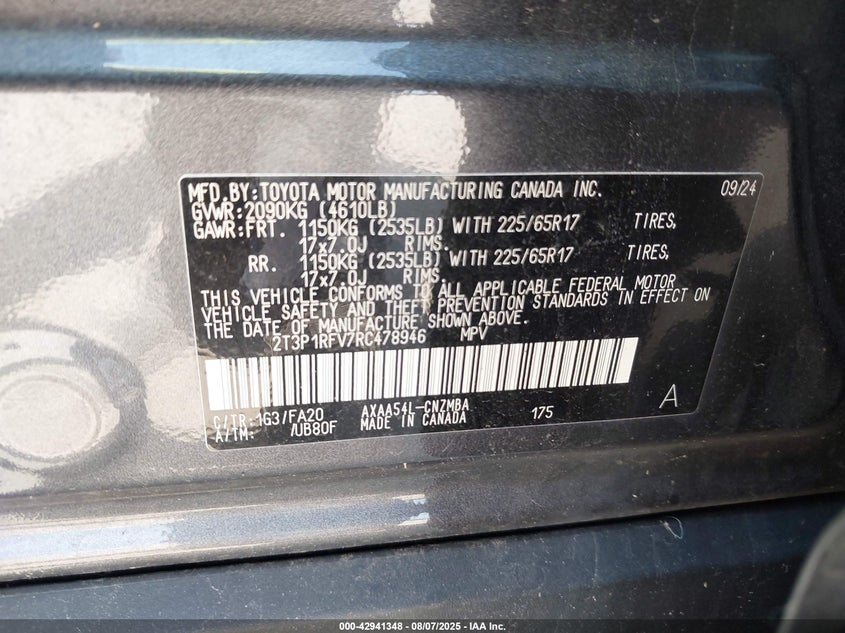 MFD.BY:TOYOTA MOTOR MANUFACTURING CANADA INC. 09/24
GVWR:2090KG (4610LB)
GAWR:FRT. 1150KG (2535LB) WITH 225/65R17 TIRES,
17x7.0J RIMS.
RR. 1150KG (2535LB) WITH 225/65R17 TIRES,
17x7.0J RIMS.
THIS VEHICLE CONFORMS TO ALL APPLICABLE FEDERAL MOTOR
VEHICLE SAFETY AND THEFT PREVENTION STANDARDS IN EFFECT ON
THE DATE OF MANUFACTURE SHOWN ABOVE.
2T3P1RFV7RC478946 MPV
C/TR:1G3/FA20 AXAA54L-CNZMBA 175 A
A/TM: /UB80F MADE IN CANADA
000-42941348 - 08/07/2025 - IAA Inc.